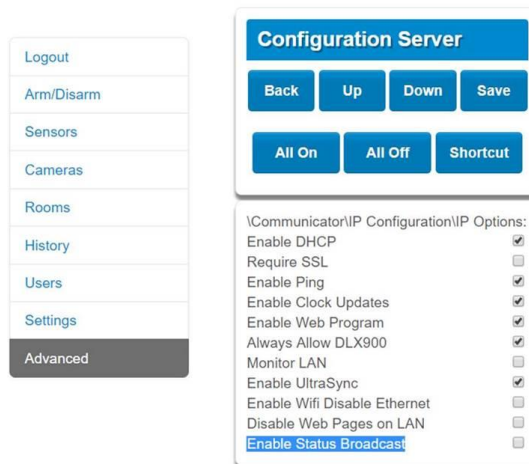 Logout
Arm/Disarm
Sensors
Cameras
Rooms
History
Users
Settings
Advanced
Configuration Server
Back Up Down Save
All On All Off Shortcut
\Communicator\IP Configuration\IP Options:
Enable DHCP
Require SSL
Enable Ping
Enable Clock Updates
Enable Web Program
Always Allow DLX900
Monitor LAN
Enable UltraSync
Enable Wifi Disable Ethernet
Disable Web Pages on LAN
Enable Status Broadcast